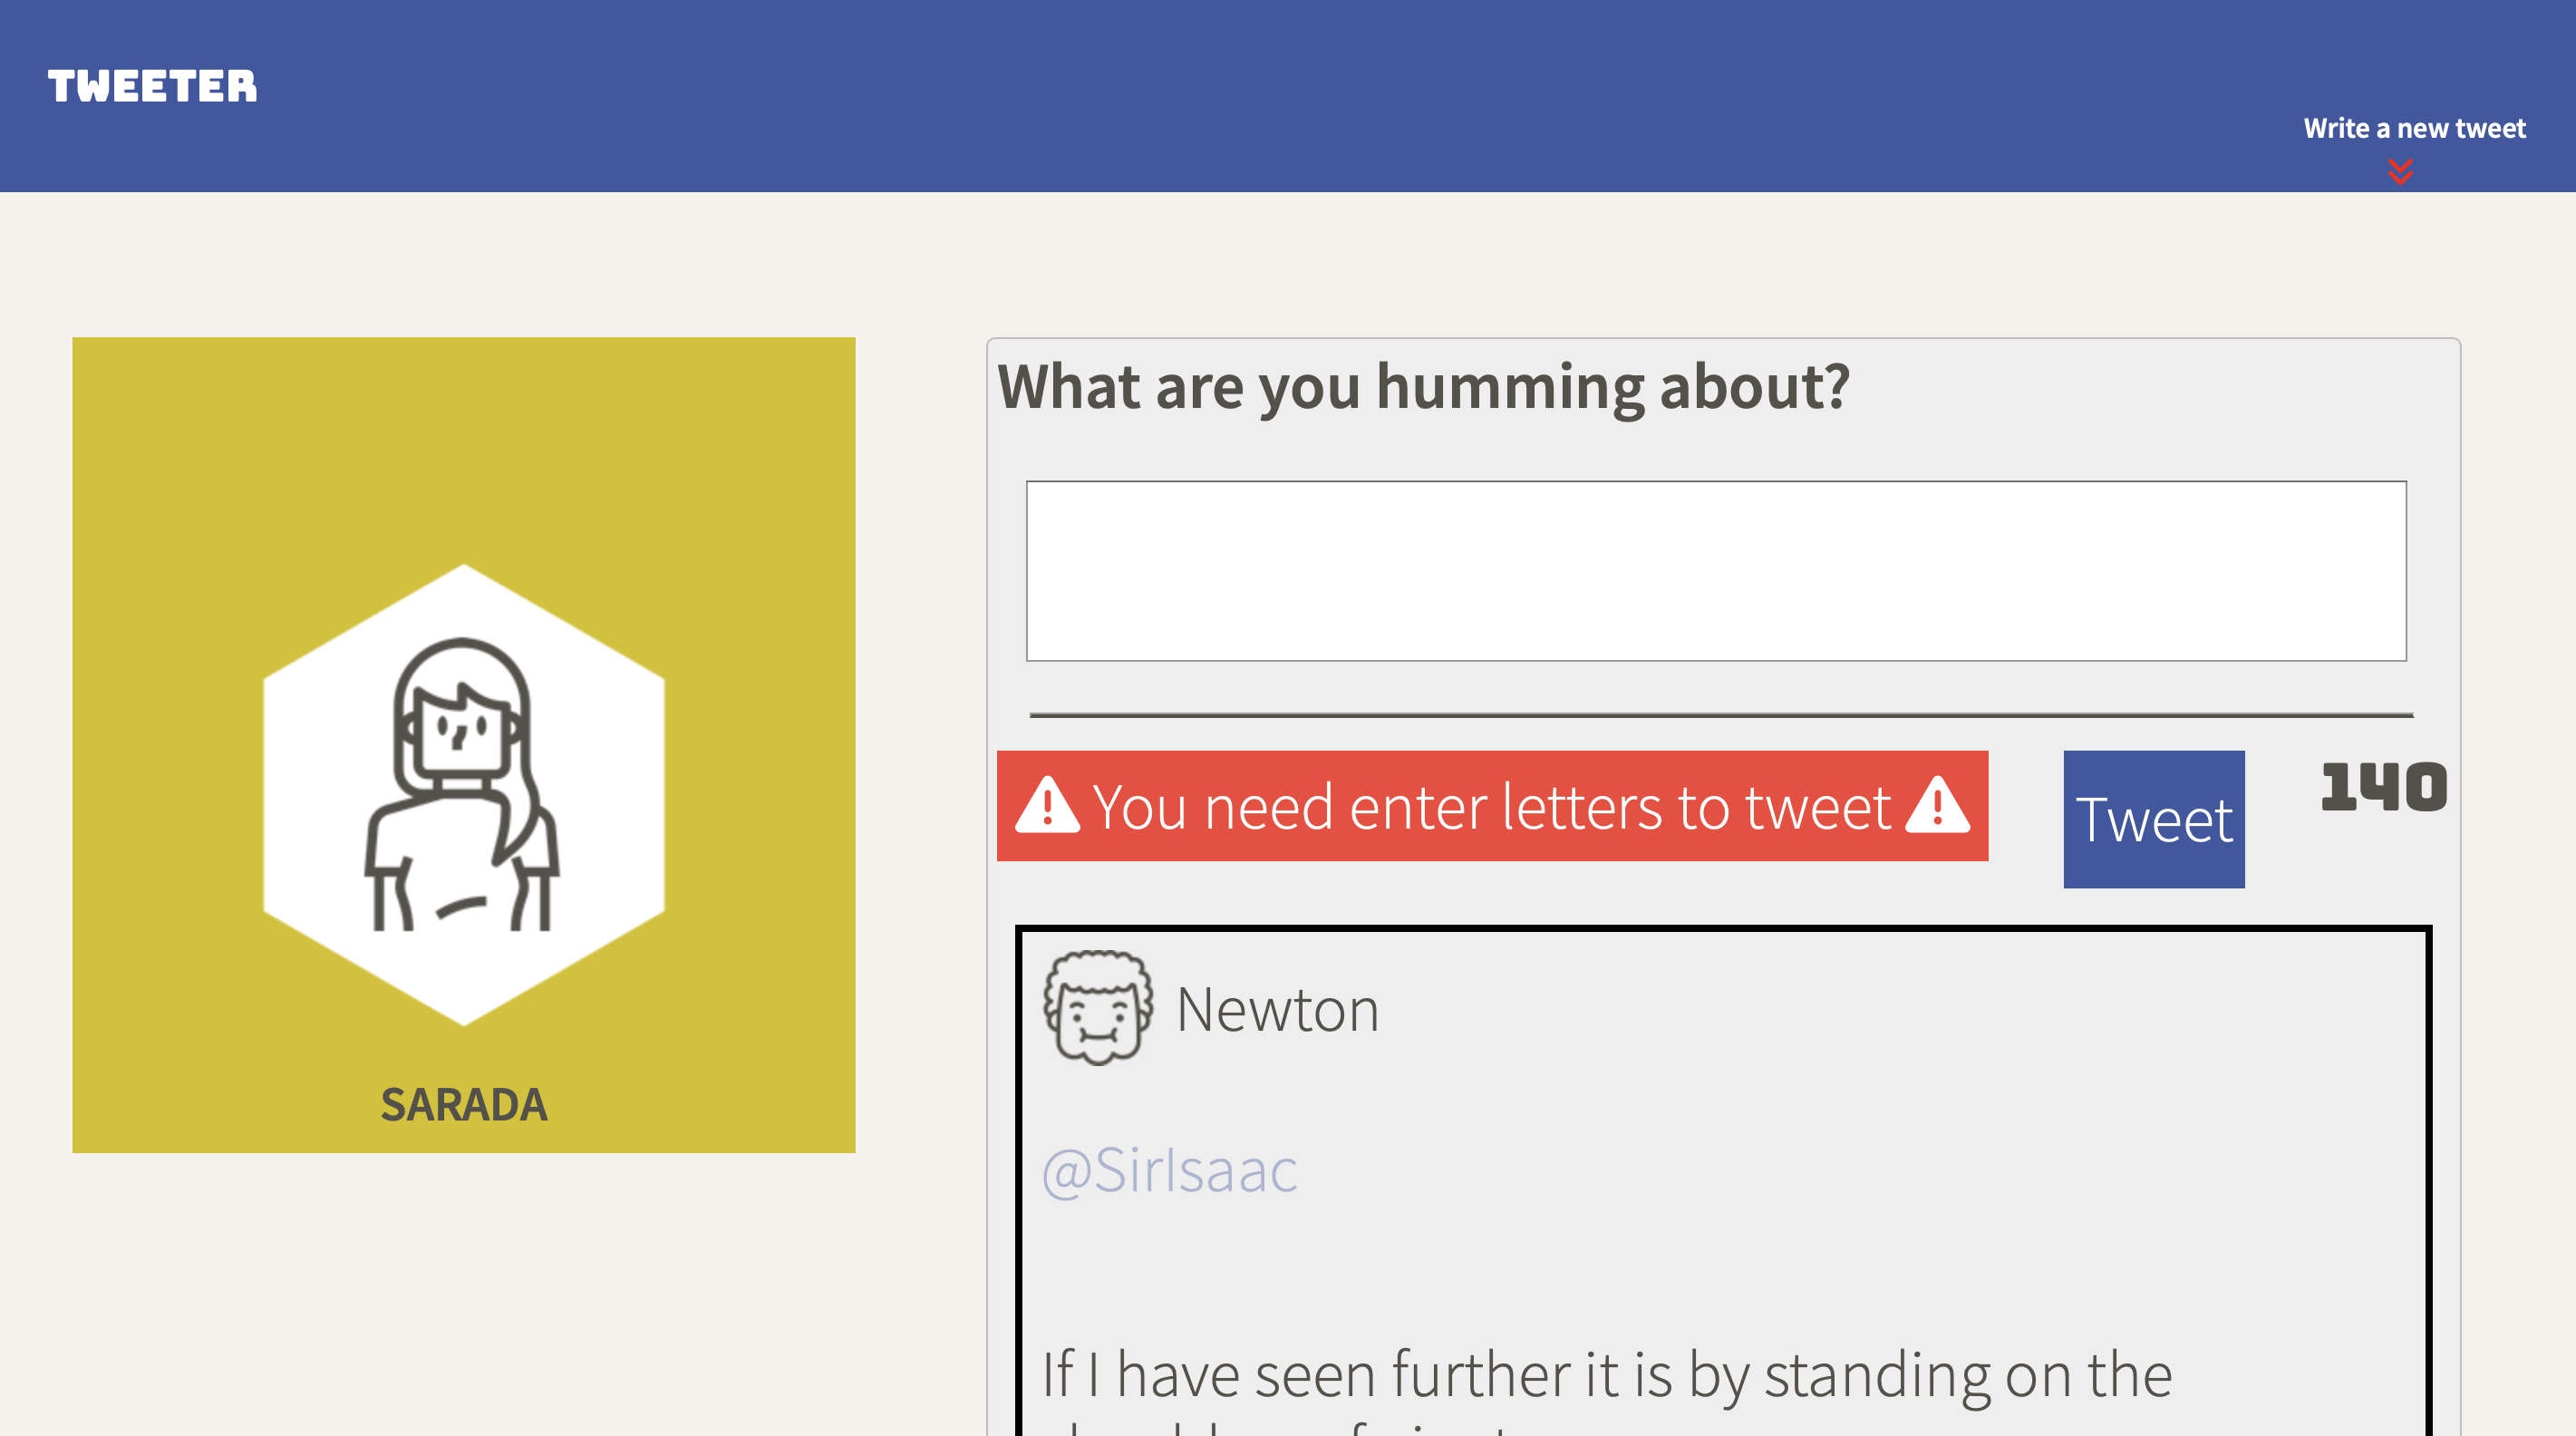 TWEETER
Write a new tweet
SARADA
What are you humming about?
You need enter letters to tweet
Tweet
140
Newton
@SirIsaac
If I have seen further it is by standing on the